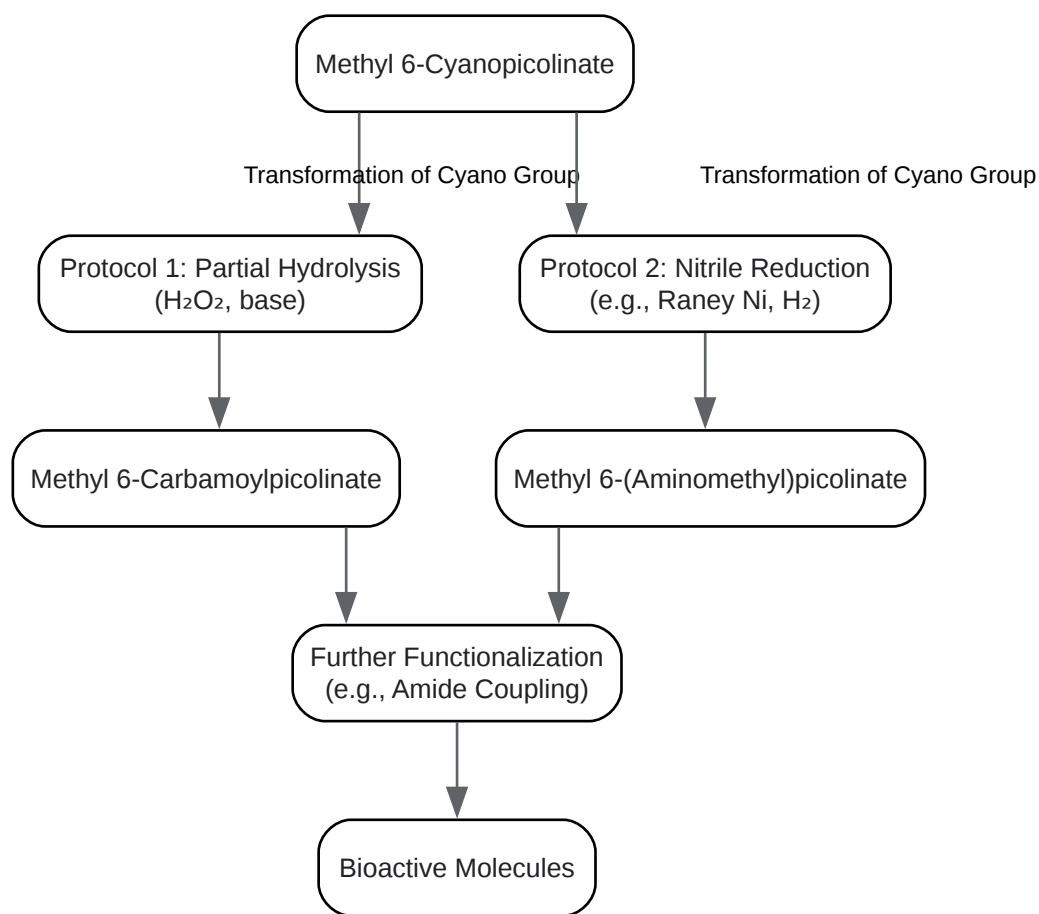 Methyl 6-Cyanopicolinate
Transformation of Cyano Group
Transformation of Cyano Group
Protocol 1: Partial Hydrolysis
(H₂O₂, base)
Protocol 2: Nitrile Reduction
(e.g., Raney Ni, H₂)
Methyl 6-Carbamoylpicolinate
Methyl 6-(Aminomethyl)picolinate
Further Functionalization
(e.g., Amide Coupling)
Bioactive Molecules